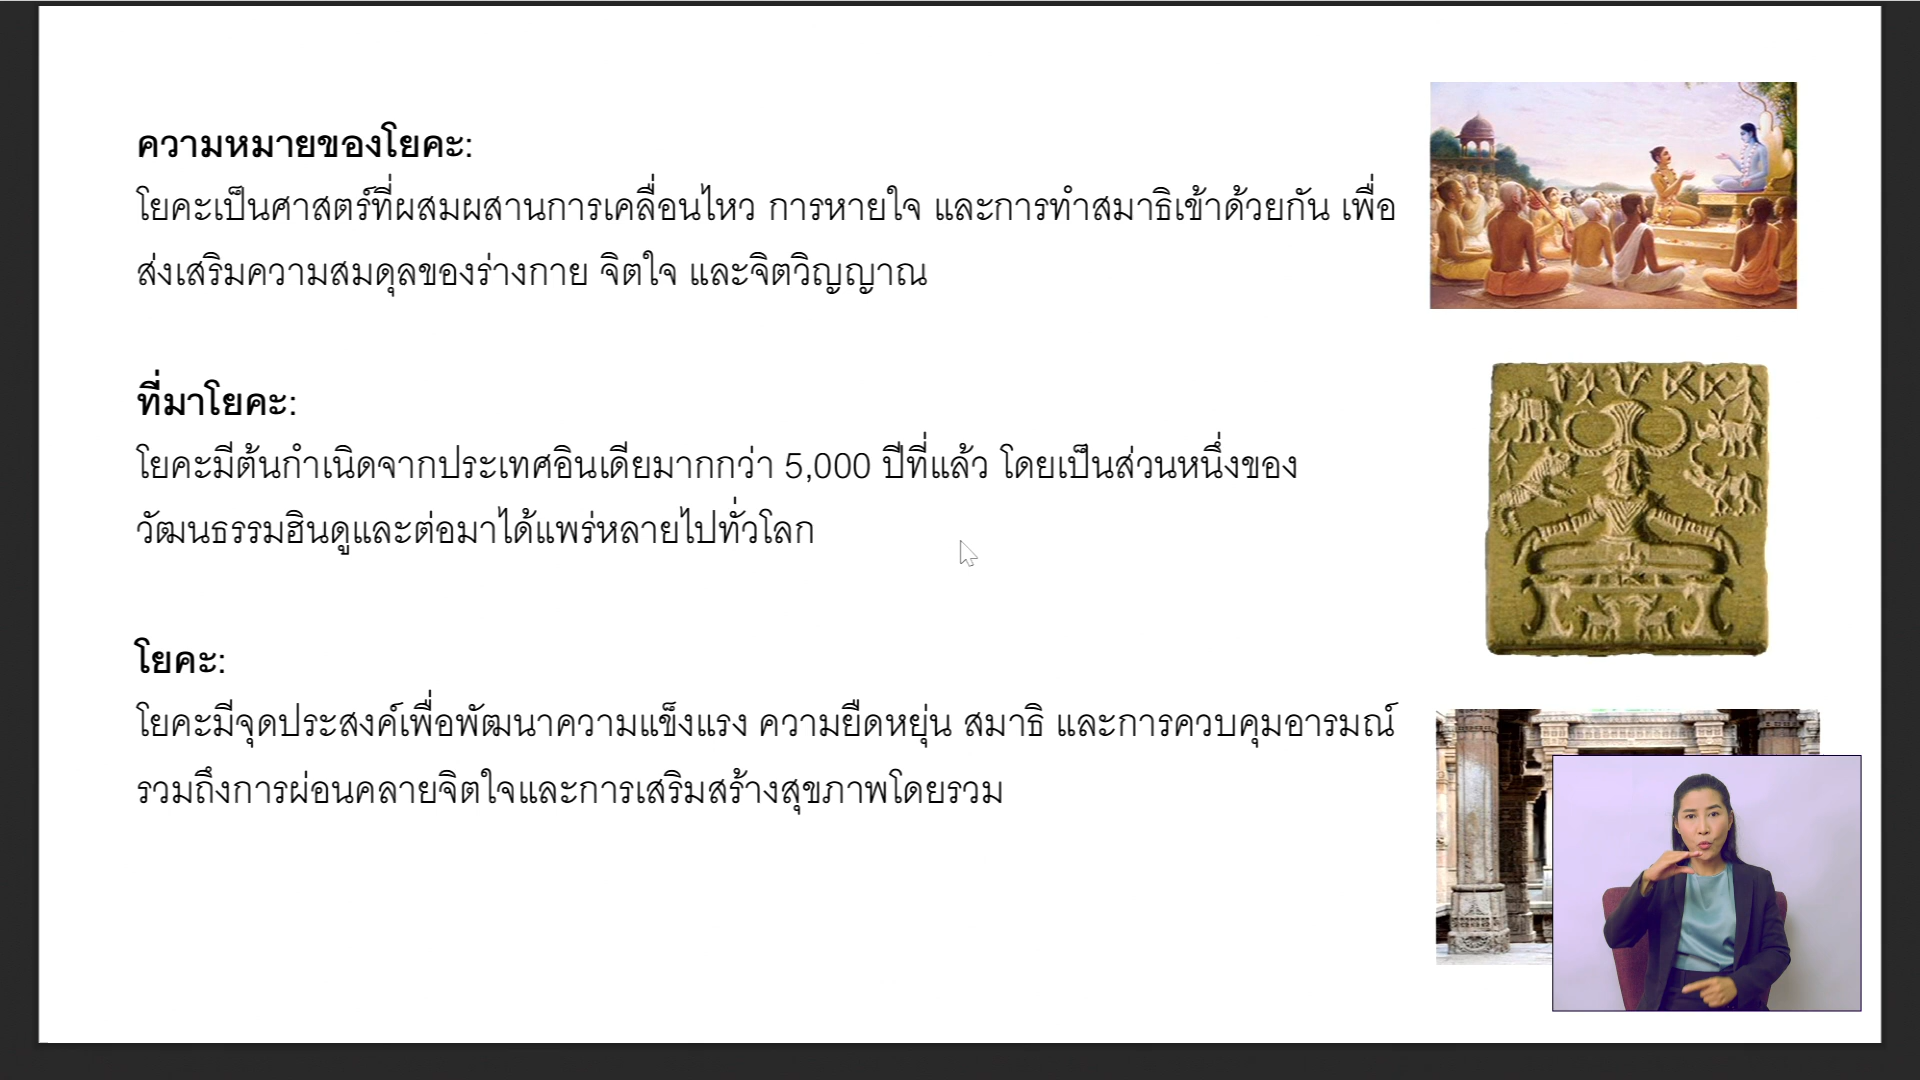 ความหมายของโยคะ:
โยคะเป็นศาสตร์ที่ผสมผสานการเคลื่อนไหว การหายใจ และการทำสมาธิเข้าด้วยกัน เพื่อ
ส่งเสริมความสมดุลของร่างกาย จิตใจ และจิตวิญญาณ
ที่มาโยคะ:
โยคะมีต้นกำเนิดจากประเทศอินเดียมากกว่า 5,000 ปีที่แล้ว โดยเป็นส่วนหนึ่งของ
วัฒนธรรมฮินดูและต่อมาได้แพร่หลายไปทั่วโลก
โยคะ:
โยคะมีจุดประสงค์เพื่อพัฒนาความแข็งแรง ความยืดหยุ่น สมาธิ และการควบคุมอารมณ์
รวมถึงการผ่อนคลายจิตใจและการเสริมสร้างสุขภาพโดยรวม